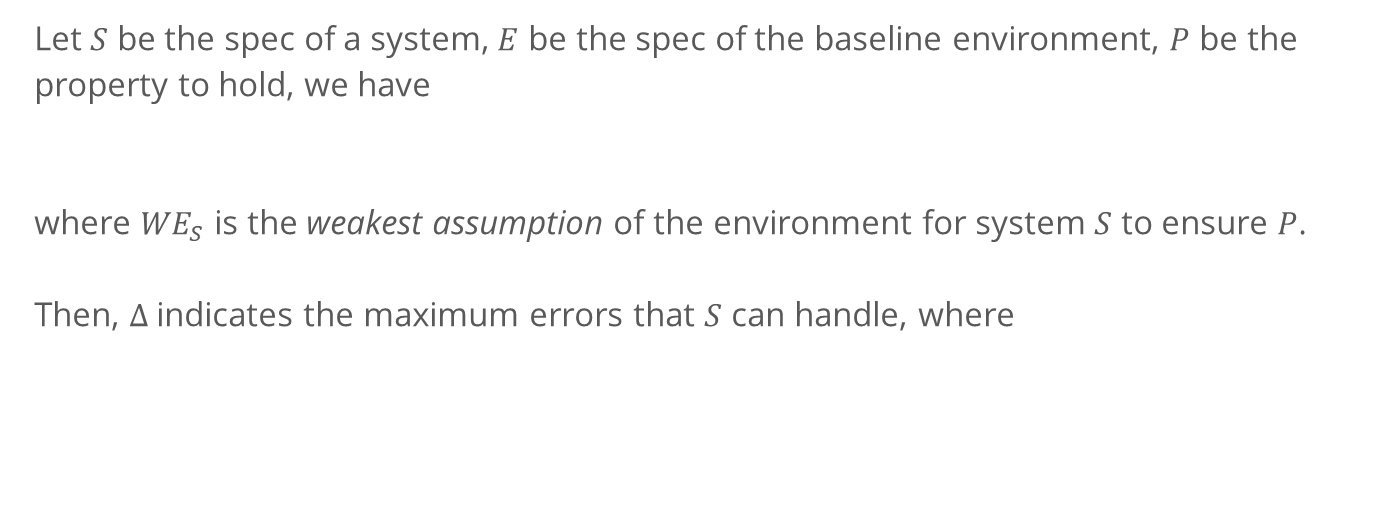 Let S be the spec of a system, E be the spec of the baseline environment, P be the
property to hold, we have
where WE_S is the weakest assumption of the environment for system S to ensure P.
Then, Δ indicates the maximum errors that S can handle, where